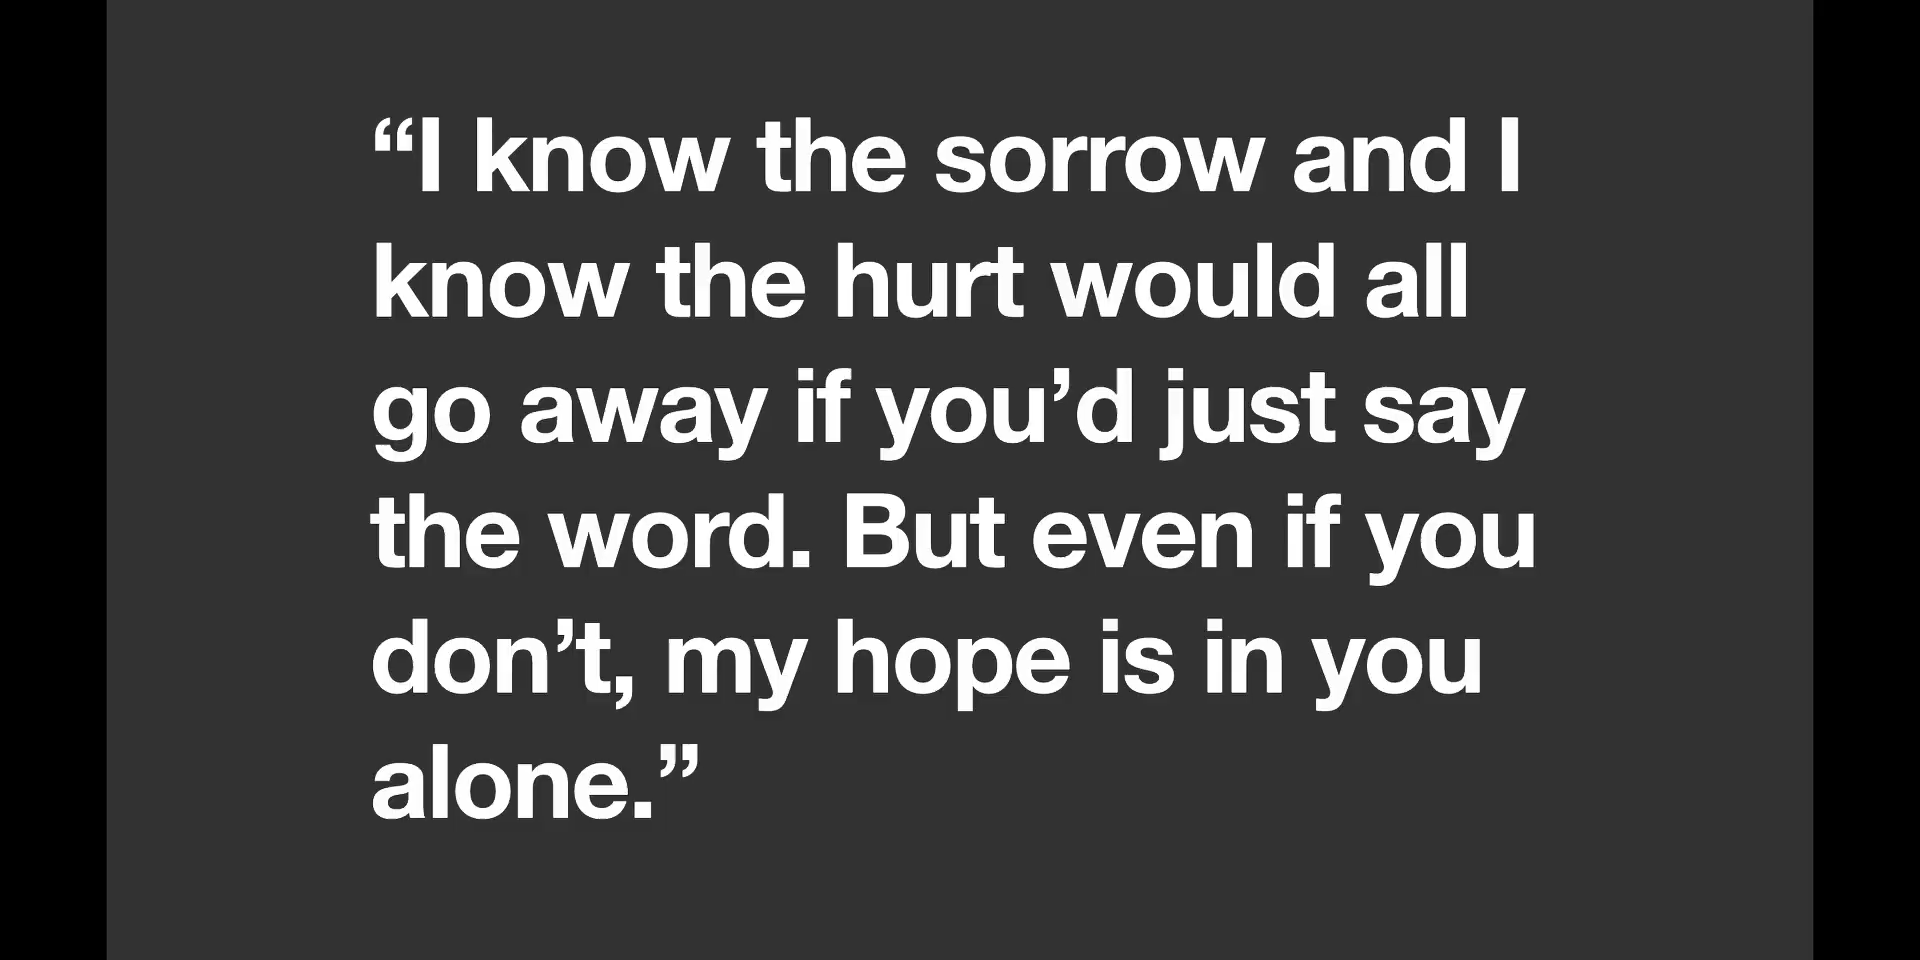 “I know the sorrow and I
know the hurt would all
go away if you’d just say
the word. But even if you
don’t, my hope is in you
alone.”